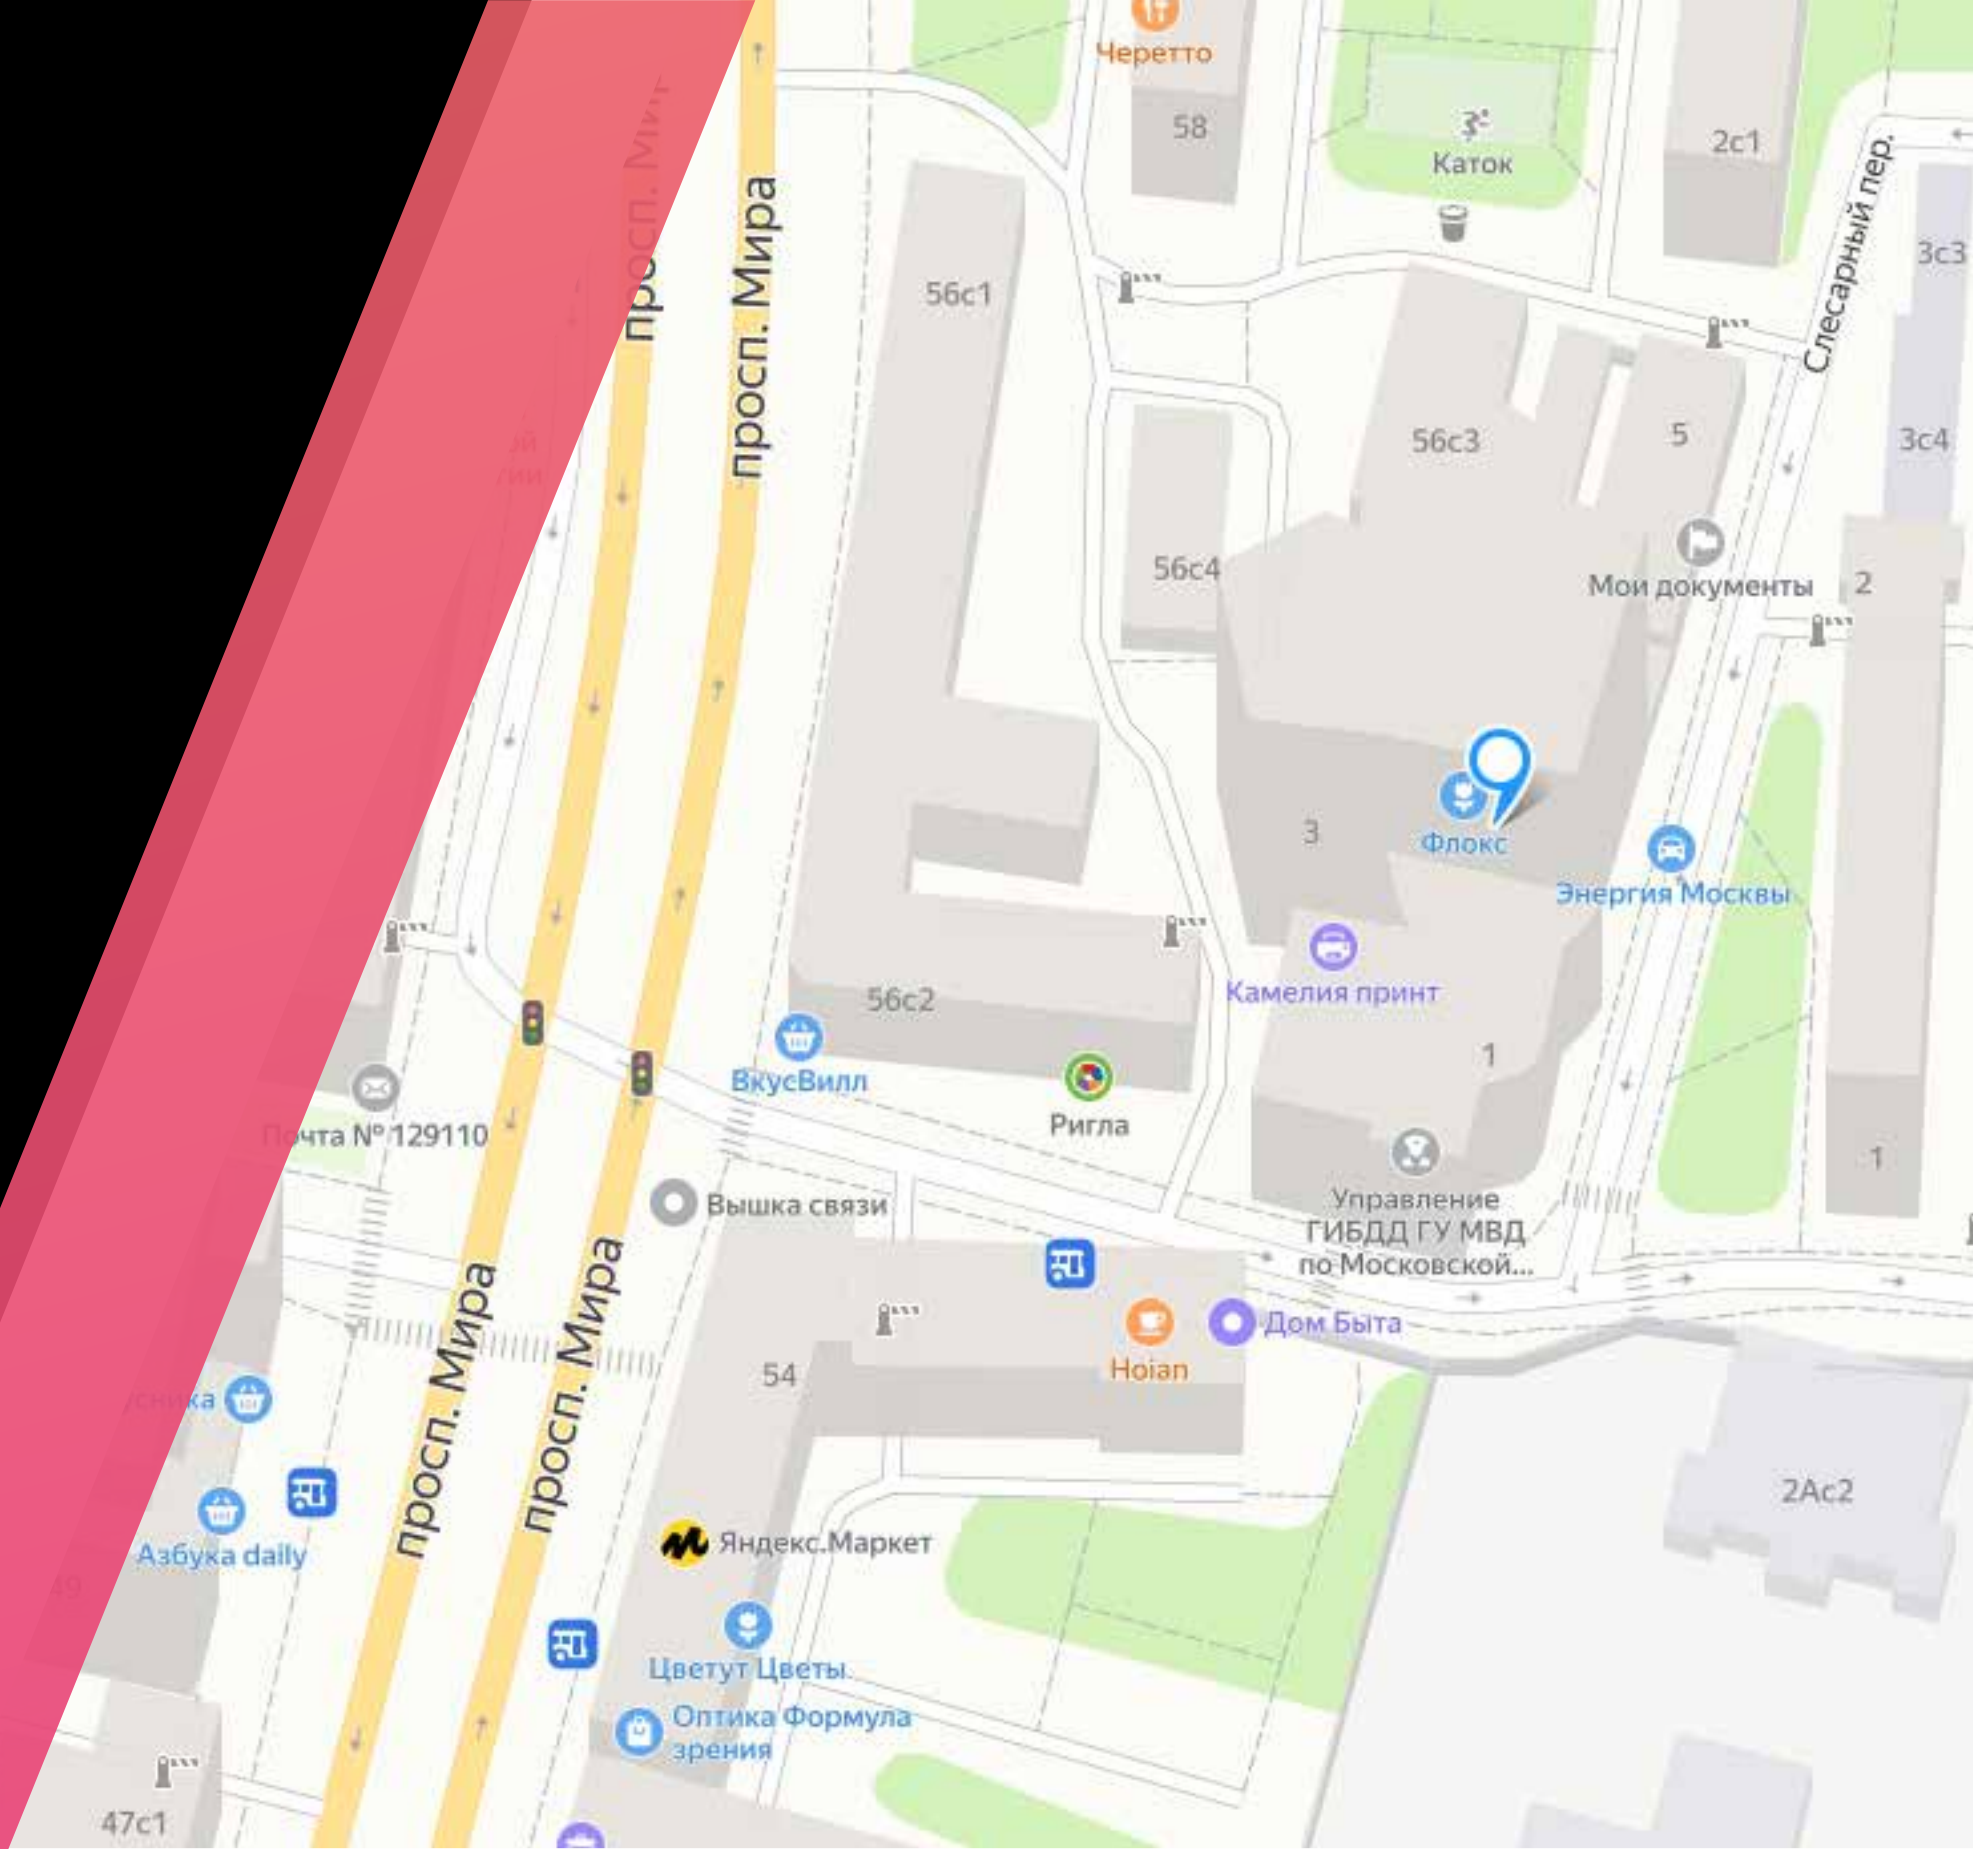 Черетто
58
Каток
2с1
Слесарный пер.
3с3
просп. Мира
просп. Мира
56с1
56с3
5
3с4
56с4
Мои документы
2
3
Флокс
Энергия Москвы
Камелия принт
56с2
1
ВкусВилл
Ригла
Почта № 129110
Вышка связи
Управление
ГИБДД ГУ МВД
по Московской...
1
Дом Быта
Hoian
54
просп. Мира
просп. Мира
2Ас2
Азбука daily
Яндекс.Маркет
49
Цветут Цветы
Оптика Формула
зрения
47с1